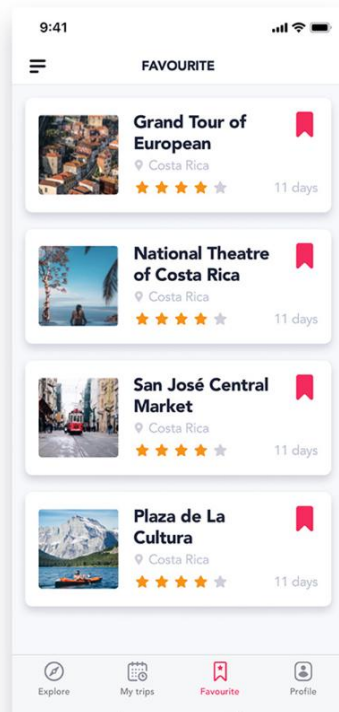 9:41
FAVOURITE
Grand Tour of
European
Costa Rica
11 days
National Theatre
of Costa Rica
Costa Rica
11 days
San José Central
Market
Costa Rica
11 days
Plaza de La
Cultura
Costa Rica
11 days
Explore My trips Favourite Profile